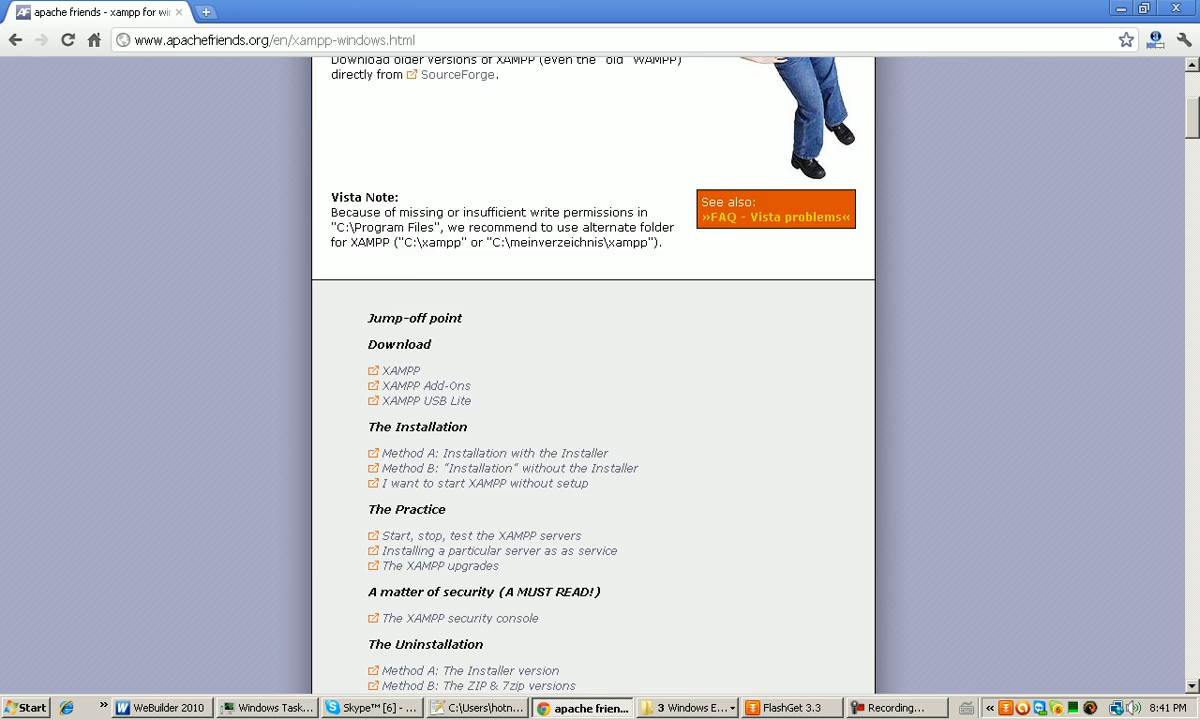 apache friends - xampp for wi
www.apachefriends.org/en/xampp-windows.html
Download older versions of XAMPP (even the "old" WAMPP)
directly from SourceForge.
Vista Note:
Because of missing or insufficient write permissions in
"C:\Program Files", we recommend to use alternate folder
for XAMPP ("C:\xampp" or "C:\meinverzeichnis\xampp").
See also:
»FAQ - Vista problems«
Jump-off point
Download
XAMPP
XAMPP Add-Ons
XAMPP USB Lite
The Installation
Method A: Installation with the Installer
Method B: "Installation" without the Installer
I want to start XAMPP without setup
The Practice
Start, stop, test the XAMPP servers
Installing a particular server as as service
The XAMPP upgrades
A matter of security (A MUST READ!)
The XAMPP security console
The Uninstallation
Method A: The Installer version
Method B: The ZIP & 7zip versions
Start
WeBuilder 2010
Windows Task...
Skype™ [6] - ...
C:\Users\hotn...
apache frien...
3 Windows E...
FlashGet 3.3
Recording...
8:41 PM